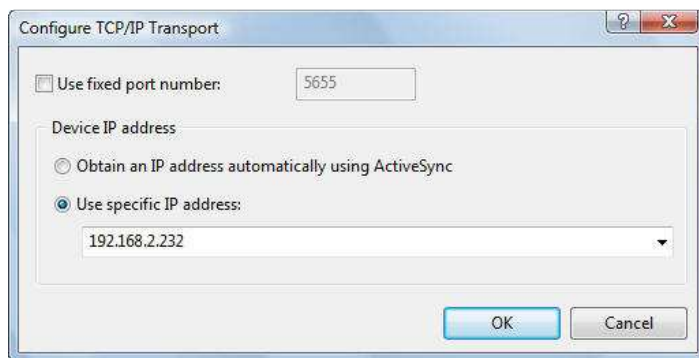 Configure TCP/IP Transport
Use fixed port number: 5655
Device IP address
Obtain an IP address automatically using ActiveSync
Use specific IP address:
192.168.2.232
OK Cancel